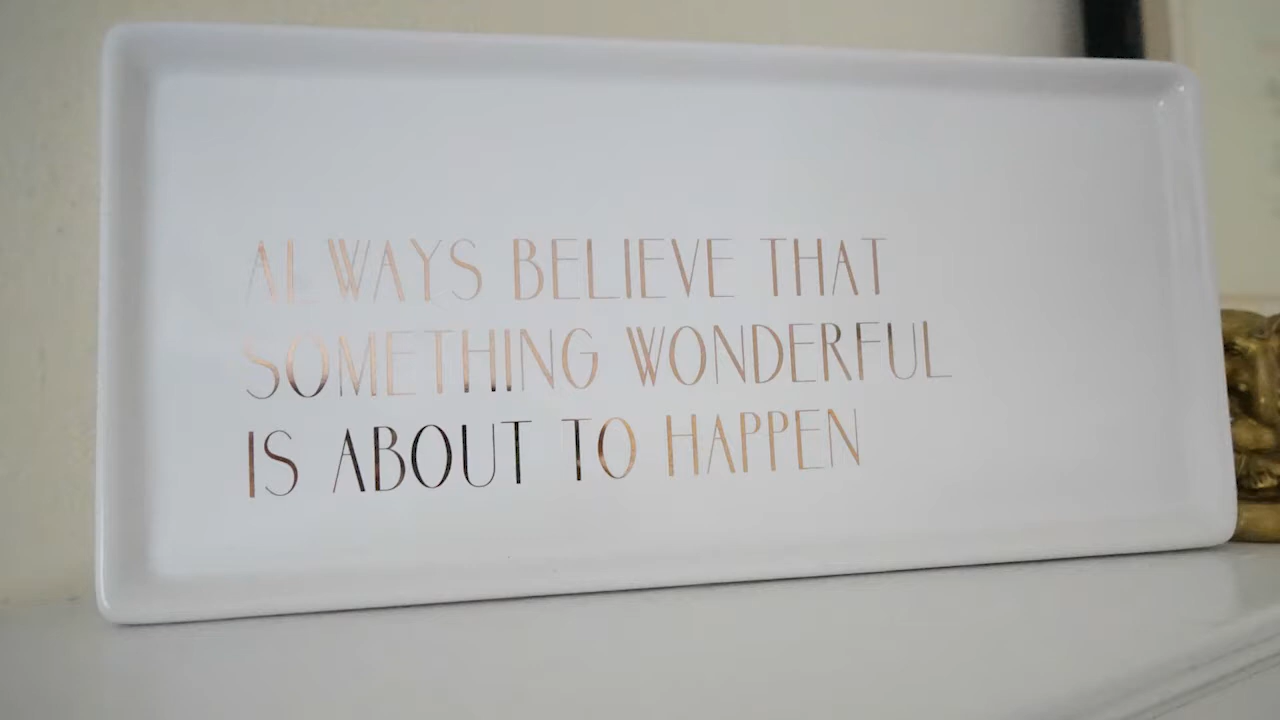 ALWAYS BELIEVE THAT
SOMETHING WONDERFUL
IS ABOUT TO HAPPEN